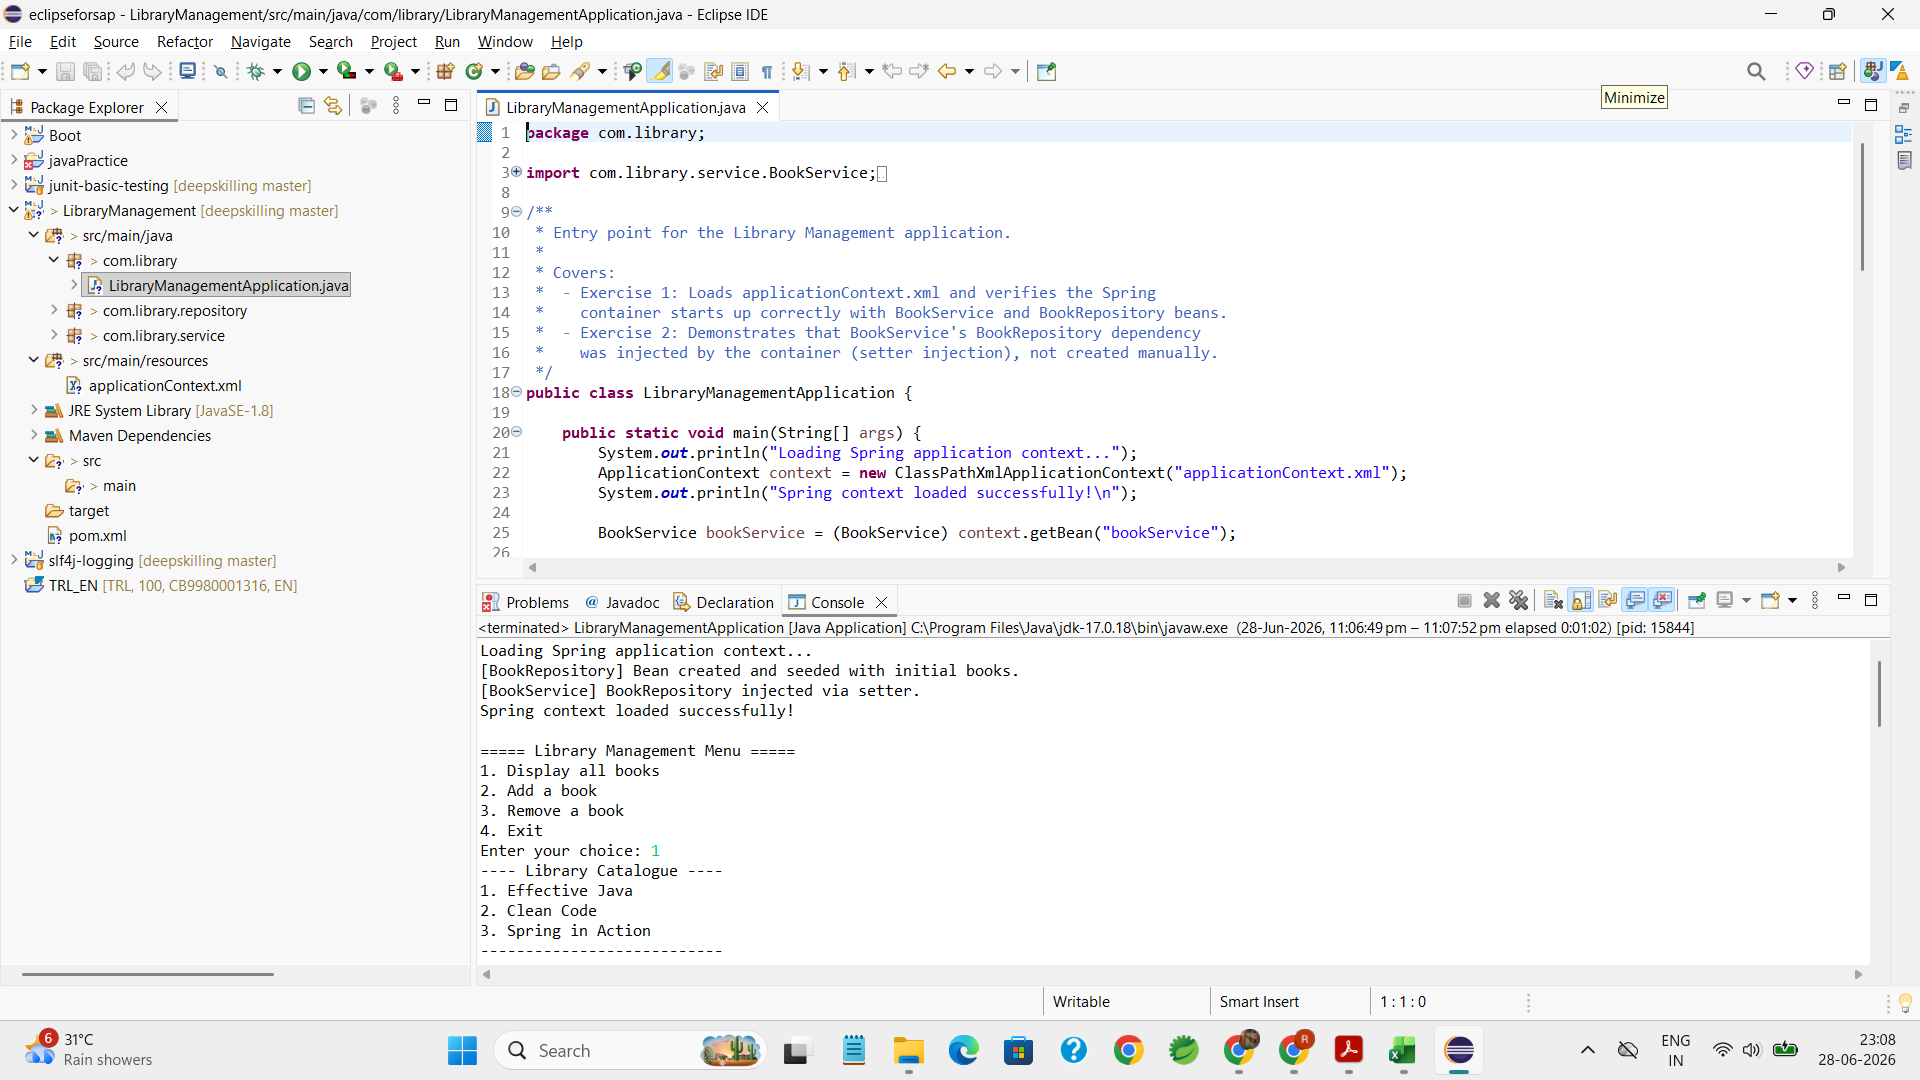 eclipseforsap - LibraryManagement/src/main/java/com/library/LibraryManagementApplication.java - Eclipse IDE
File Edit Source Refactor Navigate Search Project Run Window Help
Minimize
Package Explorer
Boot
javaPractice
junit-basic-testing [deepskilling master]
> LibraryManagement [deepskilling master]
> src/main/java
> com.library
LibraryManagementApplication.java
> com.library.repository
> com.library.service
> src/main/resources
applicationContext.xml
JRE System Library [JavaSE-1.8]
Maven Dependencies
> src
> main
target
pom.xml
slf4j-logging [deepskilling master]
TRL_EN [TRL, 100, CB9980001316, EN]
LibraryManagementApplication.java
1 package com.library;
2
3 import com.library.service.BookService;
8
9 /**
10 * Entry point for the Library Management application.
11 *
12 * Covers:
13 * - Exercise 1: Loads applicationContext.xml and verifies the Spring
14 * container starts up correctly with BookService and BookRepository beans.
15 * - Exercise 2: Demonstrates that BookService's BookRepository dependency
16 * was injected by the container (setter injection), not created manually.
17 */
18 public class LibraryManagementApplication {
19
20 public static void main(String[] args) {
21 System.out.println("Loading Spring application context...");
22 ApplicationContext context = new ClassPathXmlApplicationContext("applicationContext.xml");
23 System.out.println("Spring context loaded successfully!\n");
24
25 BookService bookService = (BookService) context.getBean("bookService");
26
Problems Javadoc Declaration Console
<terminated> LibraryManagementApplication [Java Application] C:\Program Files\Java\jdk-17.0.18\bin\javaw.exe (28-Jun-2026, 11:06:49 pm – 11:07:52 pm elapsed 0:01:02) [pid: 15844]
Loading Spring application context...
[BookRepository] Bean created and seeded with initial books.
[BookService] BookRepository injected via setter.
Spring context loaded successfully!
===== Library Management Menu =====
1. Display all books
2. Add a book
3. Remove a book
4. Exit
Enter your choice: 1
---- Library Catalogue ----
1. Effective Java
2. Clean Code
3. Spring in Action
---------------------------
Writable Smart Insert 1 : 1 : 0
6
31°C
Rain showers
Search
R
ENG
IN
23:08
28-06-2026